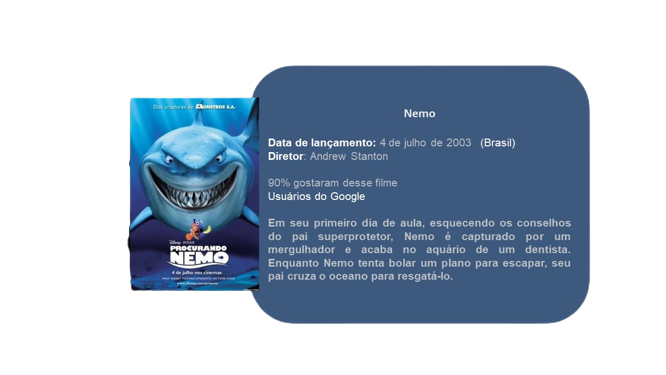 Dos criadores de MONSTROS S.A.
Disney PIXAR
PROCURANDO
NEMO
4 de julho nos cinemas
Nemo
Data de lançamento: 4 de julho de 2003 (Brasil)
Diretor: Andrew Stanton
90% gostaram desse filme
Usuários do Google
Em seu primeiro dia de aula, esquecendo os conselhos
do pai superprotetor, Nemo é capturado por um
mergulhador e acaba no aquário de um dentista.
Enquanto Nemo tenta bolar um plano para escapar, seu
pai cruza o oceano para resgatá-lo.